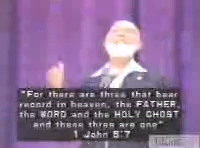 "For there are three that bear
record in heaven, the FATHER,
the WORD and the HOLY GHOST
and these three are one"
1 John 5:7